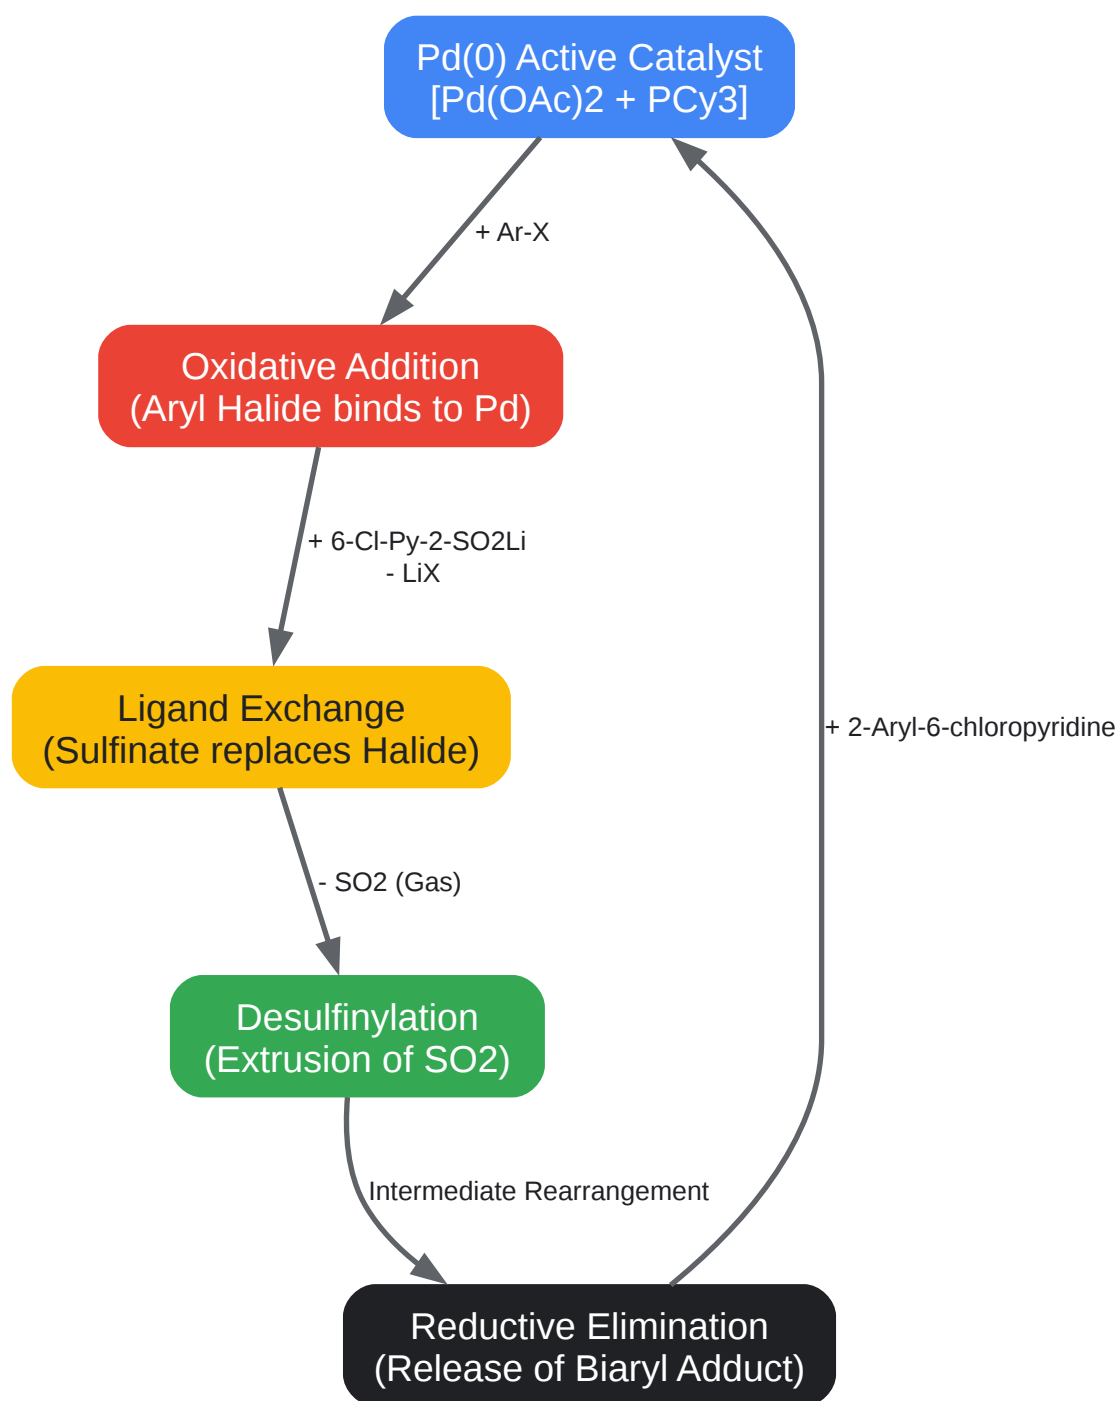 Pd(0) Active Catalyst
[Pd(OAc)2 + PCy3]
+ Ar-X
Oxidative Addition
(Aryl Halide binds to Pd)
+ 6-Cl-Py-2-SO2Li
- LiX
Ligand Exchange
(Sulfinate replaces Halide)
+ 2-Aryl-6-chloropyridine
- SO2 (Gas)
Desulfinylation
(Extrusion of SO2)
Intermediate Rearrangement
Reductive Elimination
(Release of Biaryl Adduct)